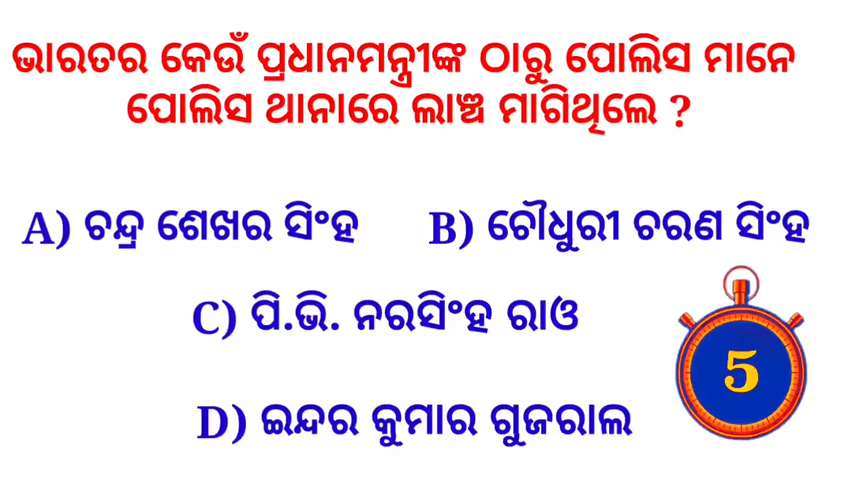 ଭାରତର କେଉଁ ପ୍ରଧାନମନ୍ତ୍ରୀଙ୍କ ଠାରୁ ପୋଲିସ ମାନେ
ପୋଲିସ ଥାନାରେ ଲାଞ୍ଚ ମାଗିଥିଲେ ?
A) ଚନ୍ଦ୍ର ଶେଖର ସିଂହ B) ଚୌଧୁରୀ ଚରଣ ସିଂହ
C) ପି.ଭି. ନରସିଂହ ରାଓ
5
D) ଇନ୍ଦର କୁମାର ଗୁଜରାଲ